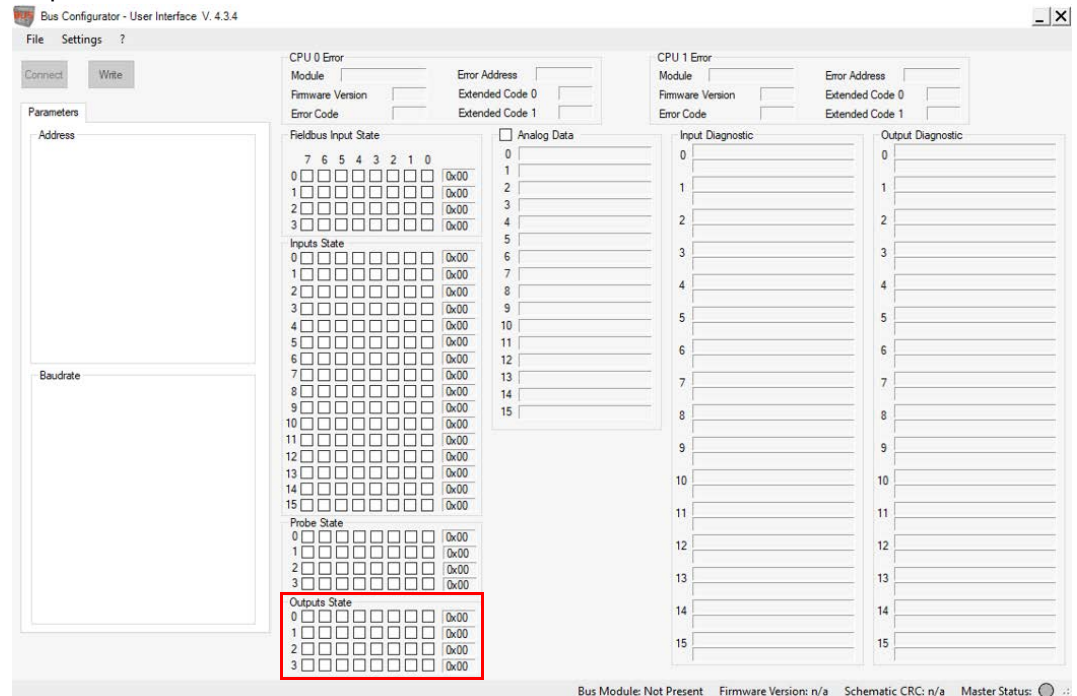 Bus Configurator - User Interface V. 4.3.4
File Settings ?
Connect Write
Parameters
Address
Baudrate
CPU 0 Error
Module Error Address
Firmware Version Extended Code 0
Error Code Extended Code 1
CPU 1 Error
Module Error Address
Firmware Version Extended Code 0
Error Code Extended Code 1
Fieldbus Input State
7 6 5 4 3 2 1 0
0 0x00
1 0x00
2 0x00
3 0x00
Inputs State
0 0x00
1 0x00
2 0x00
3 0x00
4 0x00
5 0x00
6 0x00
7 0x00
8 0x00
9 0x00
10 0x00
11 0x00
12 0x00
13 0x00
14 0x00
15 0x00
Probe State
0 0x00
1 0x00
2 0x00
3 0x00
Outputs State
0 0x00
1 0x00
2 0x00
3 0x00
Analog Data
0
1
2
3
4
5
6
7
8
9
10
11
12
13
14
15
Input Diagnostic
0
1
2
3
4
5
6
7
8
9
10
11
12
13
14
15
Output Diagnostic
0
1
2
3
4
5
6
7
8
9
10
11
12
13
14
15
Bus Module: Not Present Firmware Version: n/a Schematic CRC: n/a Master Status: